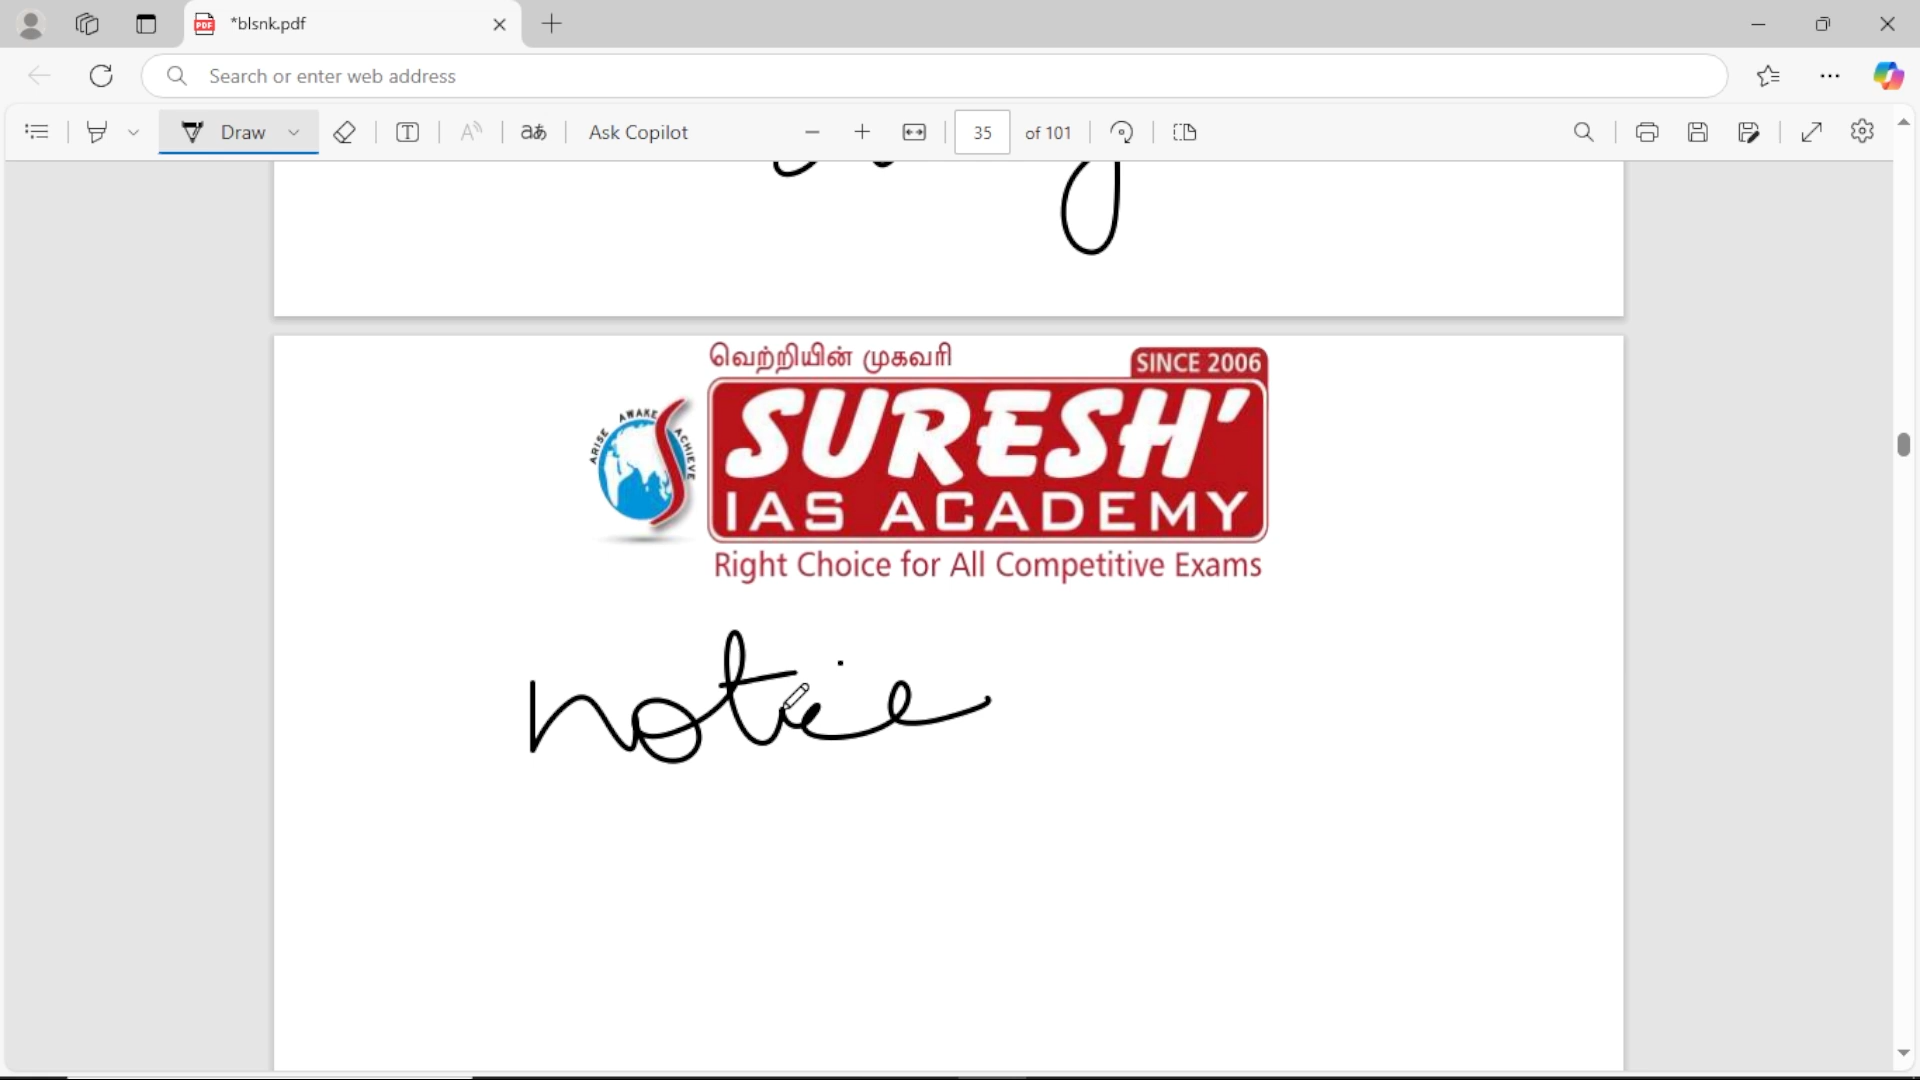 *blsnk.pdf
Search or enter web address
Draw
Ask Copilot
35 of 101
வெற்றியின் முகவரி
SINCE 2006
ARISE AWAKE ACHIEVE
SURESH'
IAS ACADEMY
Right Choice for All Competitive Exams
notice